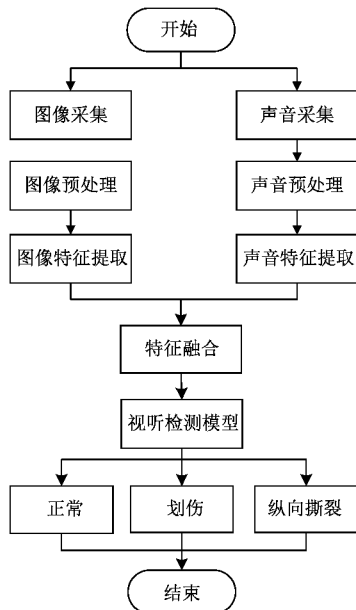 开始
图像采集
声音采集
图像预处理
声音预处理
图像特征提取
声音特征提取
特征融合
视听检测模型
正常
划伤
纵向撕裂
结束